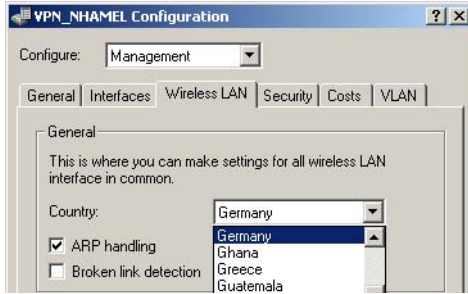 VPN_NHAMEL Configuration
Configure: Management
General Interfaces Wireless LAN Security Costs VLAN
General
This is where you can make settings for all wireless LAN
interface in common.
Country: Germany
Germany
ARP handling
Ghana
Broken link detection
Greece
Guatemala